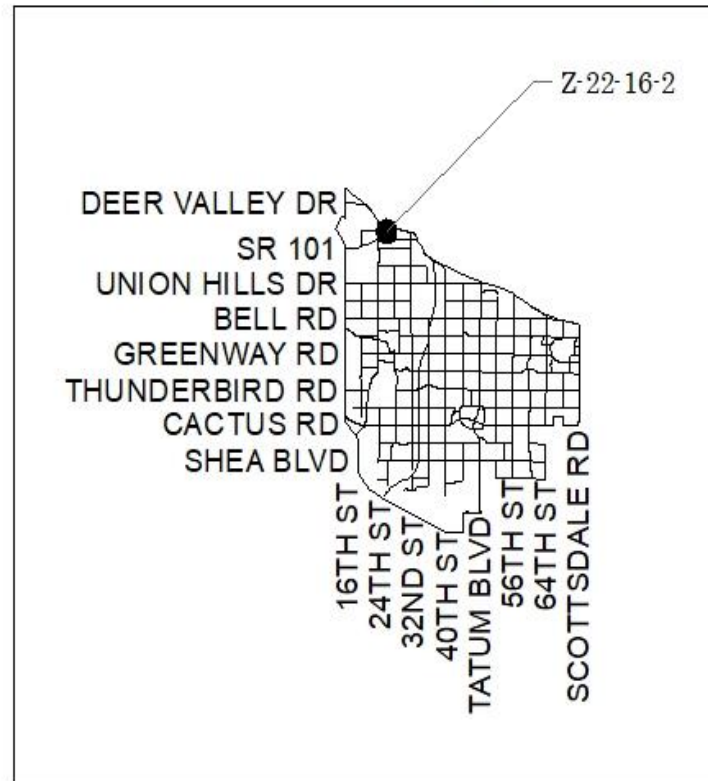 Z-22-16-2
DEER VALLEY DR
SR 101
UNION HILLS DR
BELL RD
GREENWAY RD
THUNDERBIRD RD
CACTUS RD
SHEA BLVD
16TH ST
24TH ST
32ND ST
40TH ST
TATUM BLVD
56TH ST
64TH ST
SCOTTSDALE RD